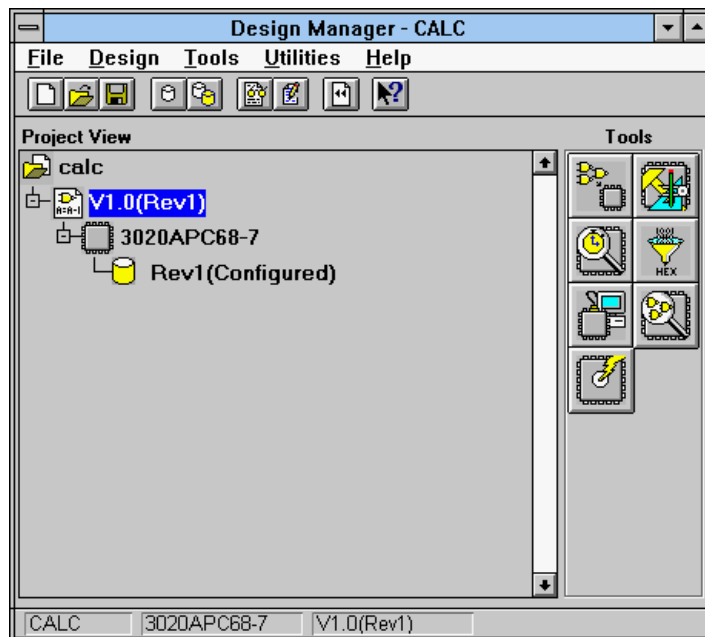 Design Manager - CALC
File Design Tools Utilities Help
Project View
Tools
calc
V1.0(Rev1)
3020APC68-7
Rev1(Configured)
HEX
CALC 3020APC68-7 V1.0(Rev1)